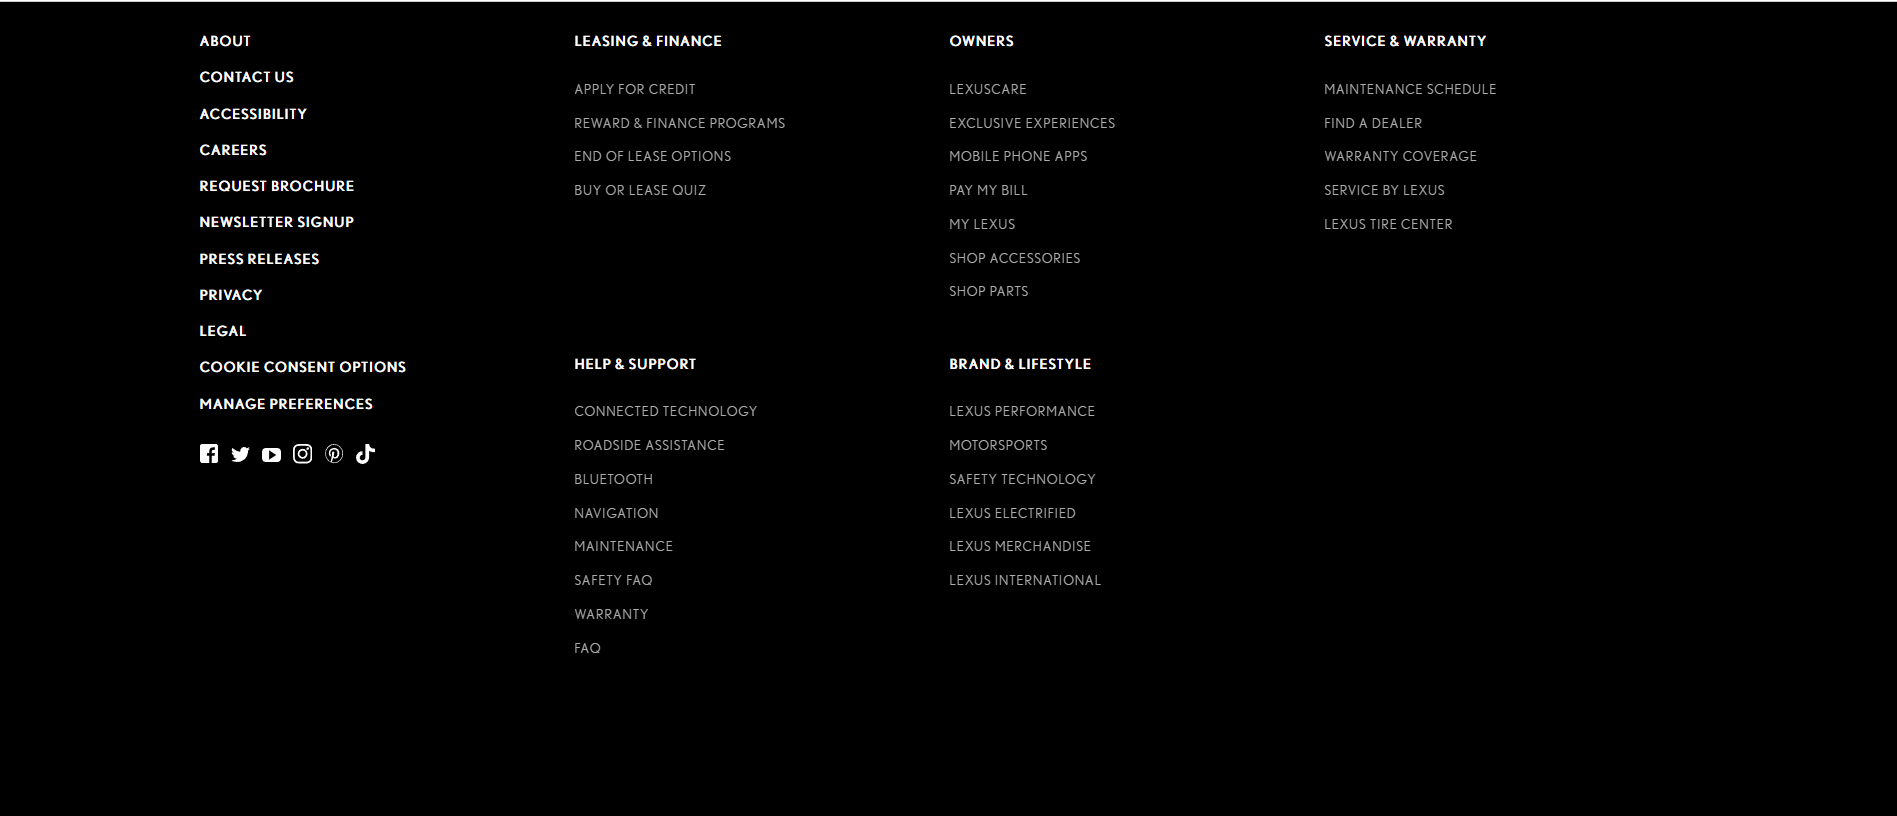 ABOUT
CONTACT US
ACCESSIBILITY
CAREERS
REQUEST BROCHURE
NEWSLETTER SIGNUP
PRESS RELEASES
PRIVACY
LEGAL
COOKIE CONSENT OPTIONS
MANAGE PREFERENCES
LEASING & FINANCE
APPLY FOR CREDIT
REWARD & FINANCE PROGRAMS
END OF LEASE OPTIONS
BUY OR LEASE QUIZ
OWNERS
LEXUSCARE
EXCLUSIVE EXPERIENCES
MOBILE PHONE APPS
PAY MY BILL
MY LEXUS
SHOP ACCESSORIES
SHOP PARTS
SERVICE & WARRANTY
MAINTENANCE SCHEDULE
FIND A DEALER
WARRANTY COVERAGE
SERVICE BY LEXUS
LEXUS TIRE CENTER
HELP & SUPPORT
CONNECTED TECHNOLOGY
ROADSIDE ASSISTANCE
BLUETOOTH
NAVIGATION
MAINTENANCE
SAFETY FAQ
WARRANTY
FAQ
BRAND & LIFESTYLE
LEXUS PERFORMANCE
MOTORSPORTS
SAFETY TECHNOLOGY
LEXUS ELECTRIFIED
LEXUS MERCHANDISE
LEXUS INTERNATIONAL